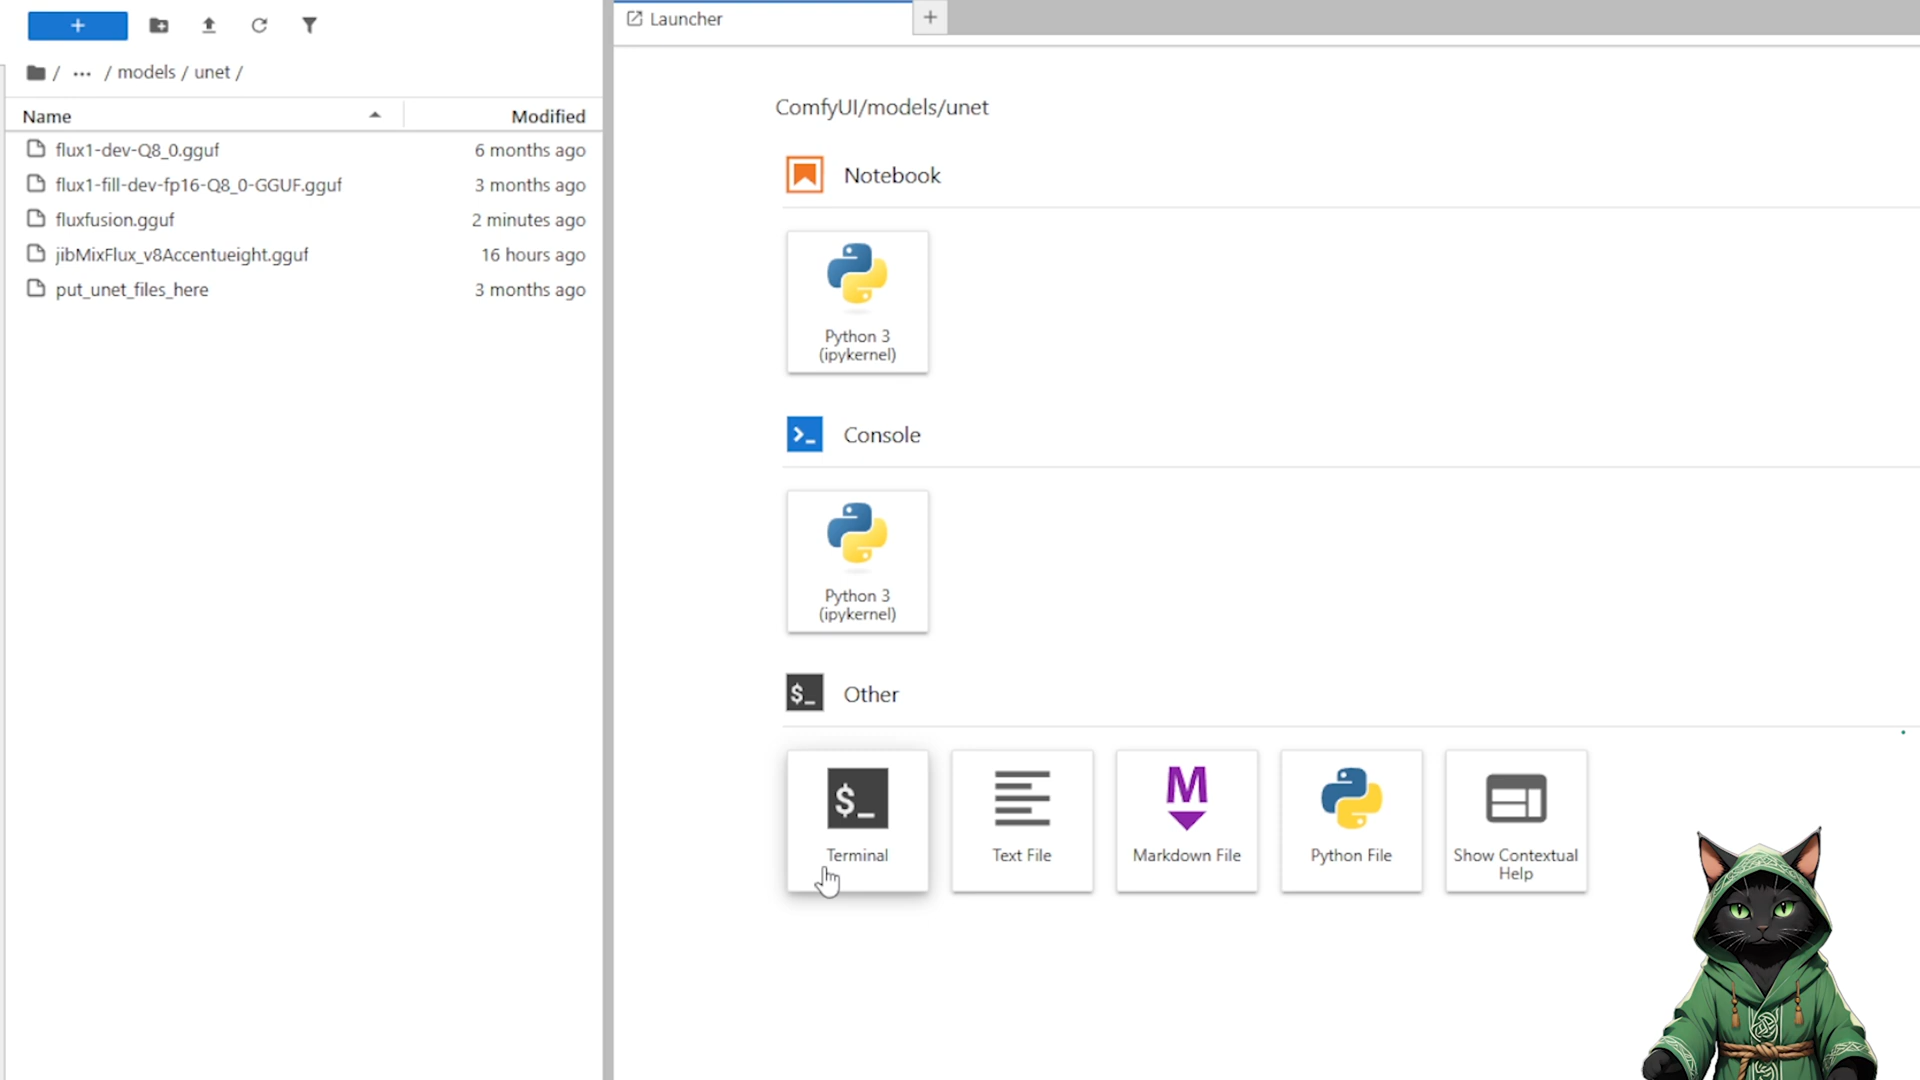 +
/ ··· / models / unet /
Name Modified
flux1-dev-Q8_0.gguf 6 months ago
flux1-fill-dev-fp16-Q8_0-GGUF.gguf 3 months ago
fluxfusion.gguf 2 minutes ago
jibMixFlux_v8Accentueight.gguf 16 hours ago
put_unet_files_here 3 months ago
Launcher +
ComfyUI/models/unet
Notebook
Python 3
(ipykernel)
>_ Console
Python 3
(ipykernel)
$_ Other
$_
M
Terminal Text File Markdown File Python File Show Contextual
Help